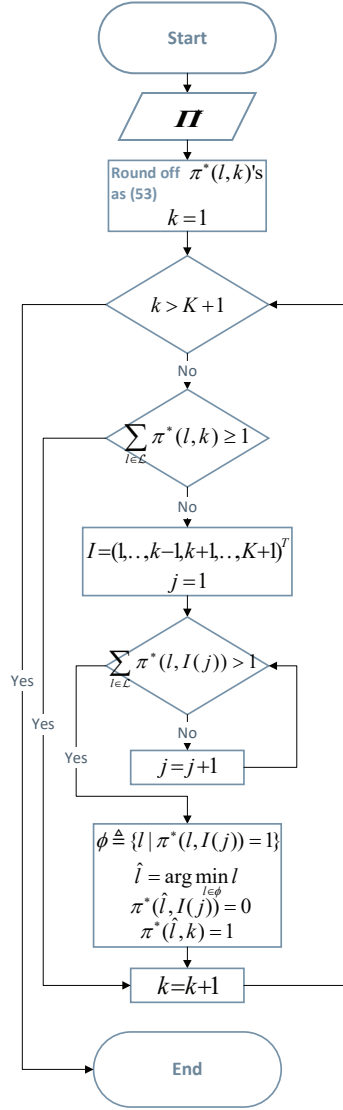 Start
Π*
Round off π*(l,k)'s
as (53)
k=1
k>K+1
No
∑_{l∈ℒ} π*(l,k)≥1
No
I=(1,..,k−1,k+1,..,K+1)^T
j=1
∑_{l∈ℒ} π*(l,I(j))>1
Yes
Yes
Yes
No
j=j+1
ϕ≜{l|π*(l,I(j))=1}
l̂=arg min_{l∈ϕ} l
π*(l̂,I(j))=0
π*(l̂,k)=1
k=k+1
End